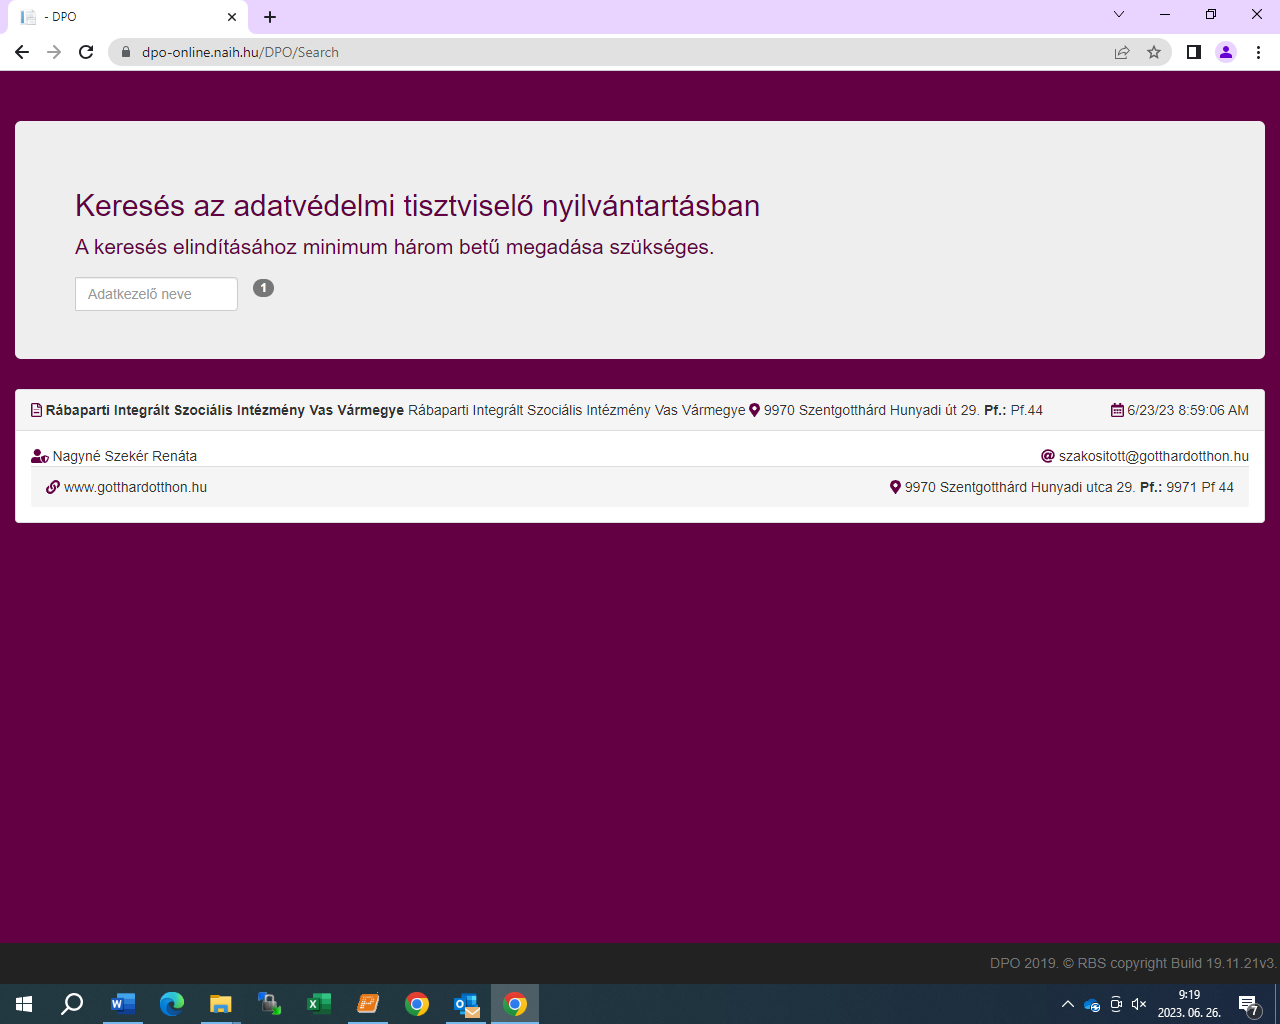 - DPO
dpo-online.naih.hu/DPO/Search
Keresés az adatvédelmi tisztviselő nyilvántartásban
A keresés elindításához minimum három betű megadása szükséges.
Adatkezelő neve 1
Rábaparti Integrált Szociális Intézmény Vas Vármegye Rábaparti Integrált Szociális Intézmény Vas Vármegye 9970 Szentgotthárd Hunyadi út 29. Pf.: Pf.44 6/23/23 8:59:06 AM
Nagyné Szekér Renáta szakositott@gotthardotthon.hu
www.gotthardotthon.hu 9970 Szentgotthárd Hunyadi utca 29. Pf.: 9971 Pf 44
DPO 2019. © RBS copyright Build 19.11.21v3.
9:19
2023. 06. 26.
7